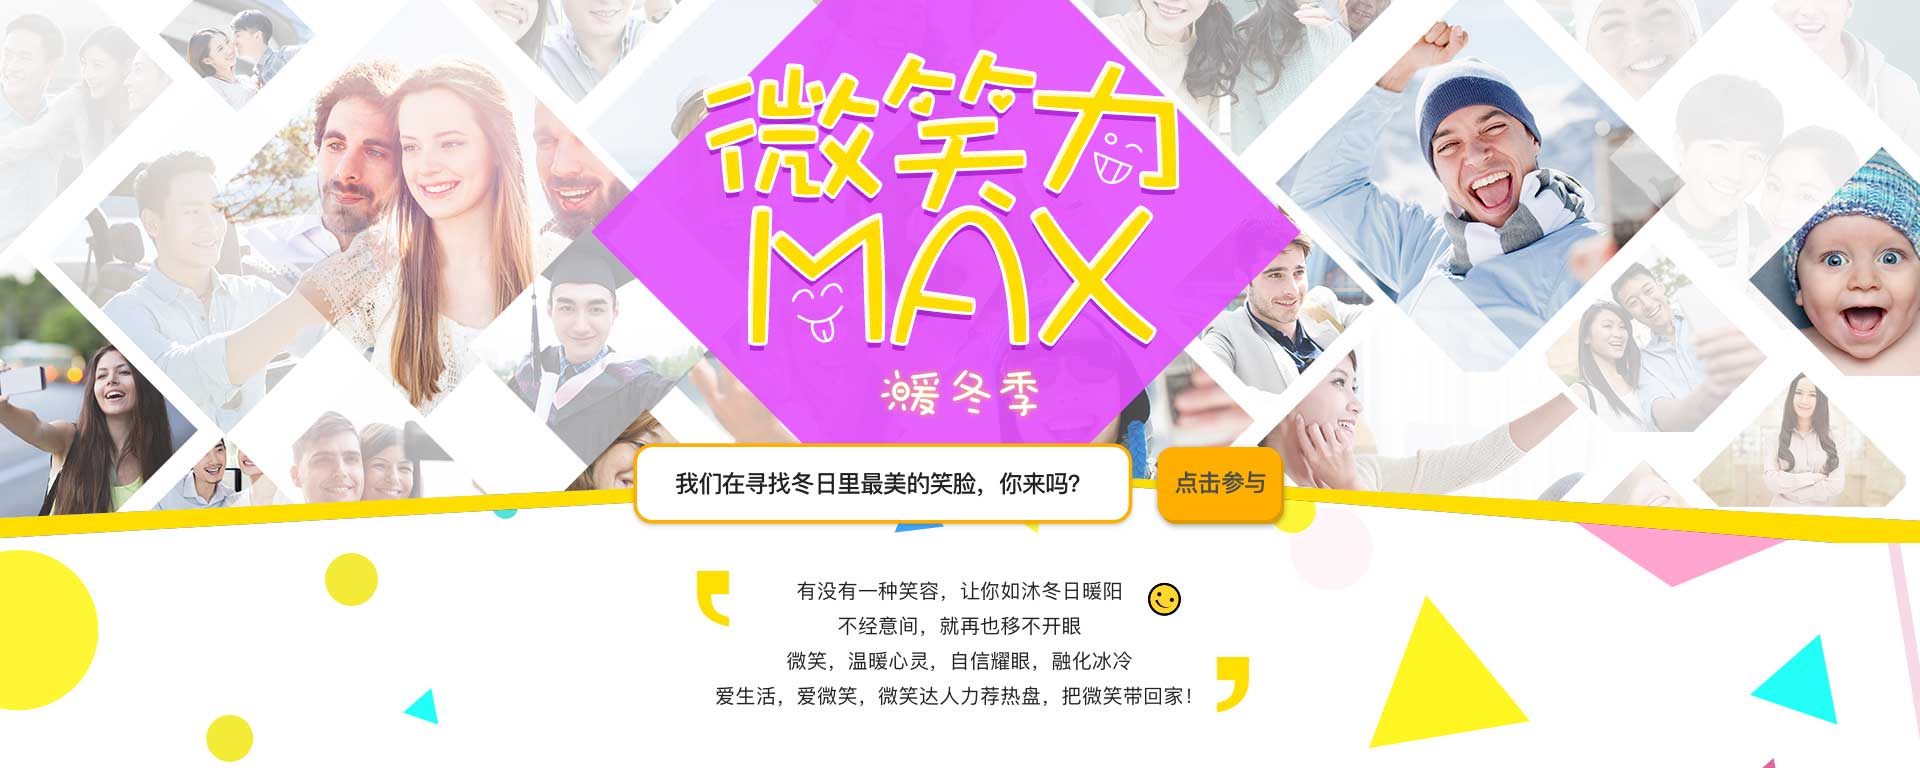 微笑力
MAX
暖冬季
我们在寻找冬日里最美的笑脸，你来吗？
点击参与
有没有一种笑容，让你如沐冬日暖阳
不经意间，就再也移不开眼
微笑，温暖心灵，自信耀眼，融化冰冷
爱生活，爱微笑，微笑达人力荐热盘，把微笑带回家！